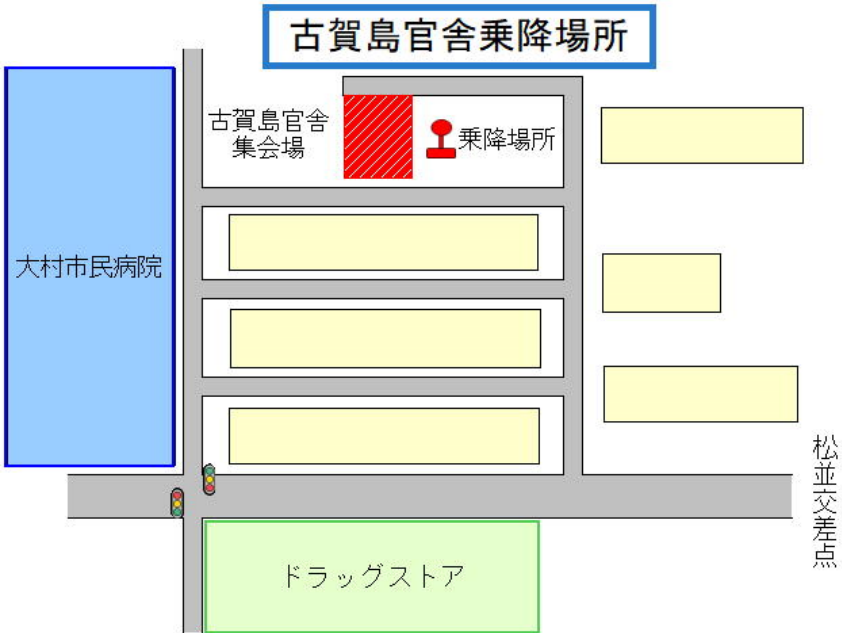 古賀島官舎乗降場所
古賀島官舎
集会場
乗降場所
大村市民病院
松並交差点
ドラッグストア